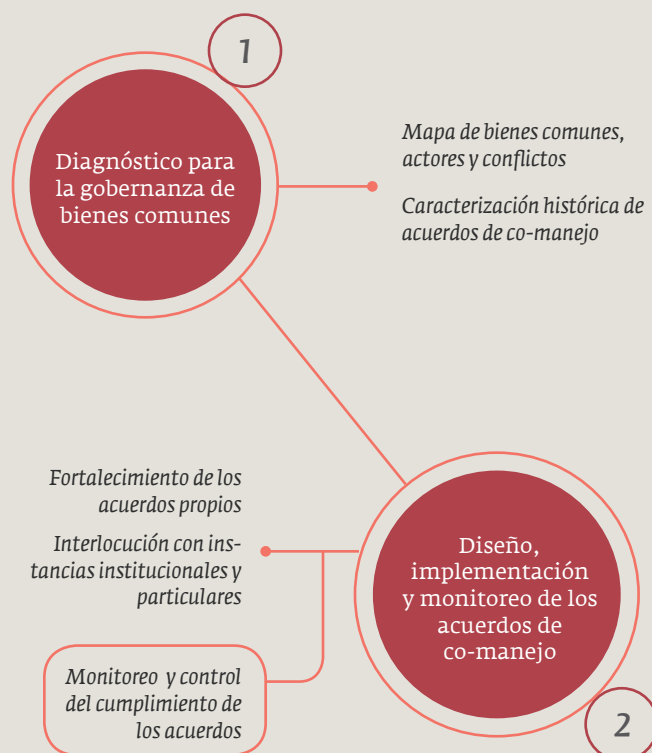 1
Diagnóstico para
la gobernanza de
bienes comunes
Mapa de bienes comunes,
actores y conflictos
Caracterización histórica de
acuerdos de co-manejo
Fortalecimiento de los
acuerdos propios
Interlocución con ins-
tancias institucionales y
particulares
Monitoreo y control
del cumplimiento de
los acuerdos
Diseño,
implementación
y monitoreo de los
acuerdos de
co-manejo
2